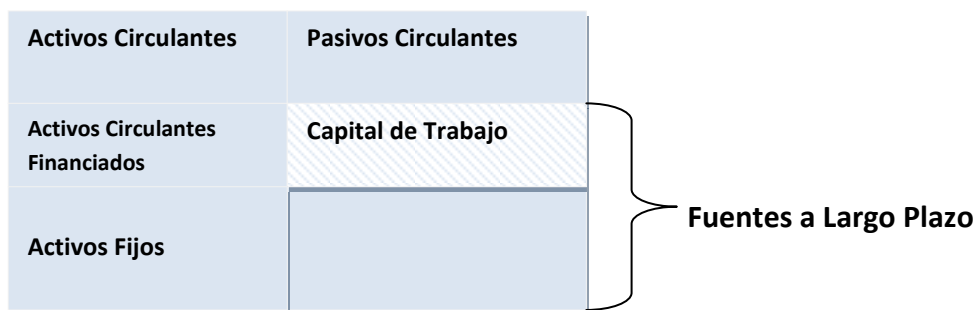 Activos Circulantes
Pasivos Circulantes
Activos Circulantes
Financiados
Capital de Trabajo
Fuentes a Largo Plazo
Activos Fijos